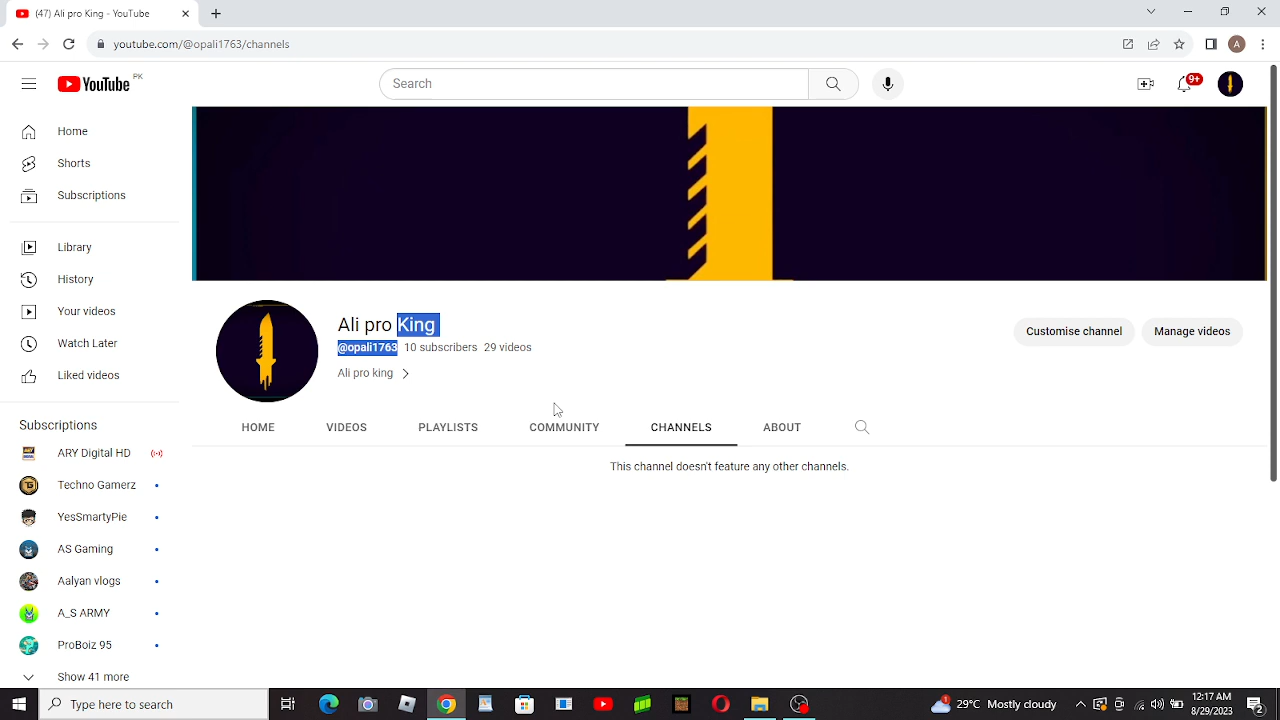 (47) Ali pro King - YouTube
youtube.com/@opali1763/channels
A
YouTube PK
Search
9+
Home
Shorts
Subscriptions
Library
History
Your videos
Watch Later
Liked videos
Subscriptions
ARY Digital HD
Techno Gamerz
YesSmartyPie
AS Gaming
Aalyan vlogs
A_S ARMY
ProBoiz 95
Show 41 more
Ali pro King
@opali1763 10 subscribers 29 videos
Ali pro king
Customise channel
Manage videos
HOME VIDEOS PLAYLISTS COMMUNITY CHANNELS ABOUT
This channel doesn't feature any other channels.
Type here to search
1
29°C Mostly cloudy
12:17 AM
8/29/2023
2